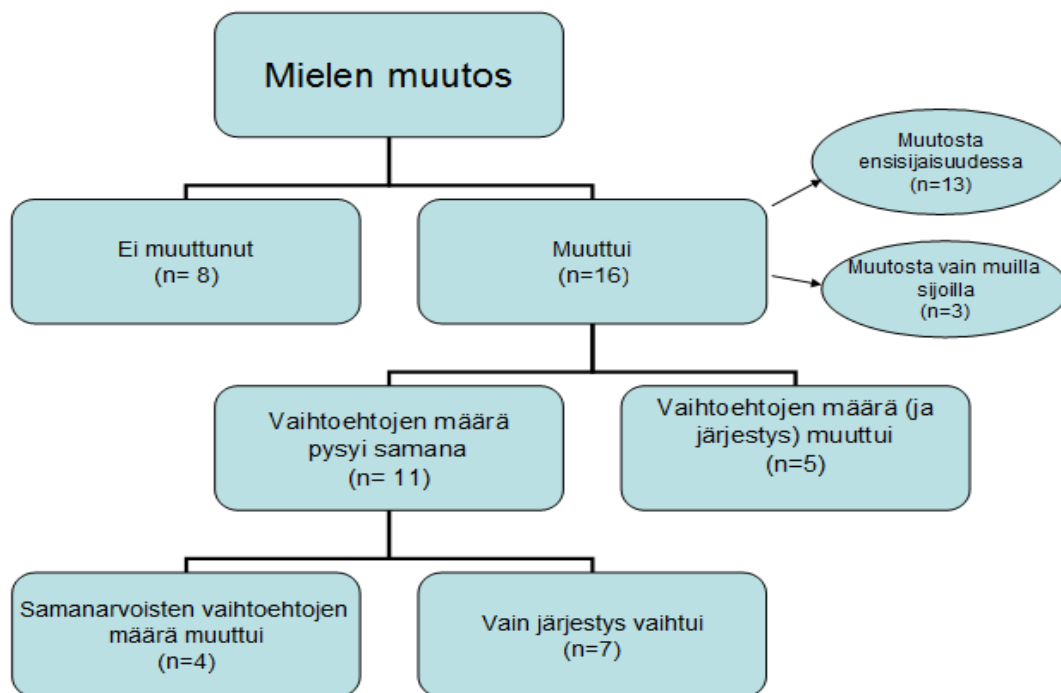 Mielen muutos
Muutosta
ensisijaisuudessa
(n=13)
Ei muuttunut
(n= 8)
Muuttui
(n=16)
Muutosta vain muilla
sijoilla
(n=3)
Vaihtoehtojen määrä
pysyi samana
(n= 11)
Vaihtoehtojen määrä (ja
järjestys) muuttui
(n=5)
Samanarvoisten vaihtoehtojen
määrä muuttui
(n=4)
Vain järjestys vaihtui
(n=7)